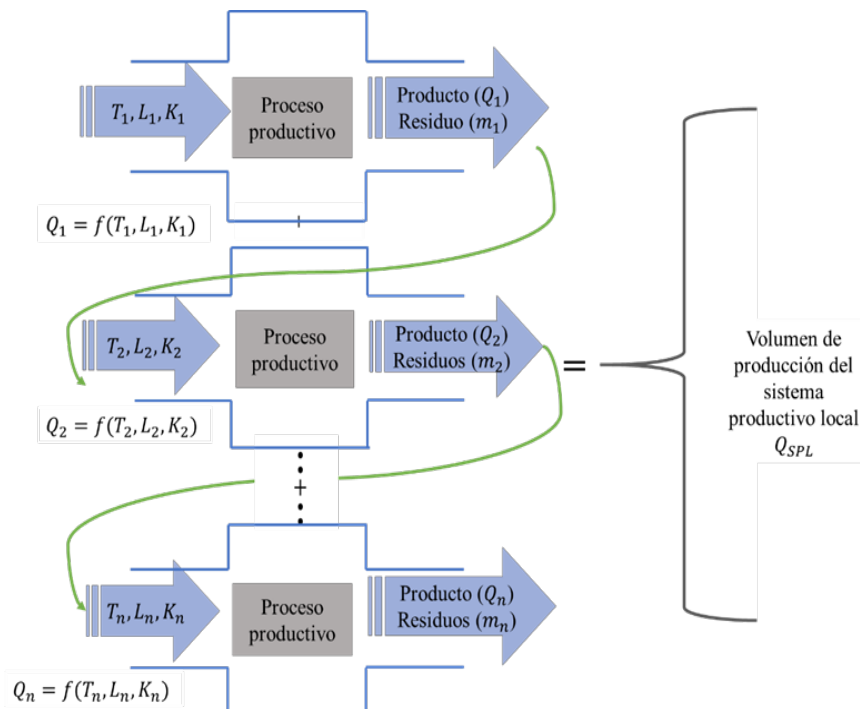 T₁, L₁, K₁
Proceso
productivo
Producto (Q₁)
Residuo (m₁)
Q₁ = f(T₁, L₁, K₁)
+
T₂, L₂, K₂
Proceso
productivo
Producto (Q₂)
Residuos (m₂)
=
Q₂ = f(T₂, L₂, K₂)
+
Tₙ, Lₙ, Kₙ
Proceso
productivo
Producto (Qₙ)
Residuos (mₙ)
Qₙ = f(Tₙ, Lₙ, Kₙ)
Volumen de
producción del
sistema
productivo local
Q_SPL